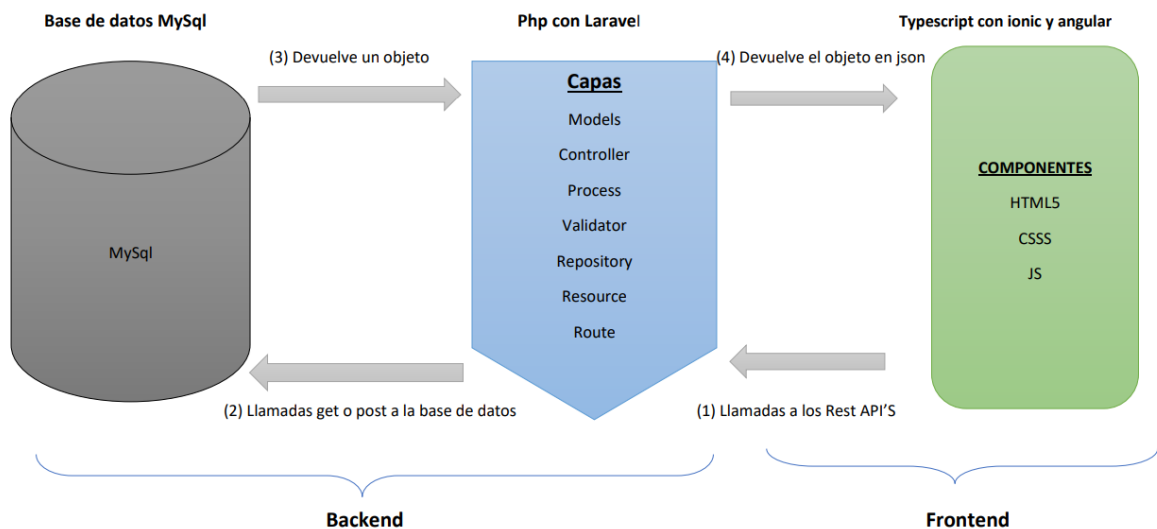 Base de datos MySql
Php con Laravel
Typescript con ionic y angular
(3) Devuelve un objeto
(4) Devuelve el objeto en json
MySql
Capas
Models
Controller
Process
Validator
Repository
Resource
Route
COMPONENTES
HTML5
CSSS
JS
(2) Llamadas get o post a la base de datos
(1) Llamadas a los Rest API’S
Backend
Frontend